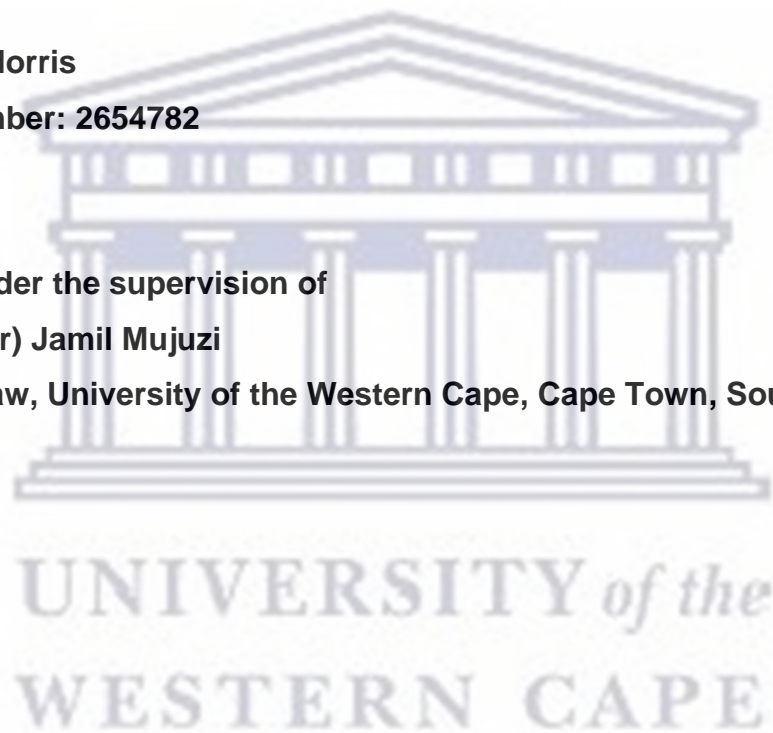 lorris
nber: 2654782
der the supervision of
r) Jamil Mujuzi
aw, University of the Western Cape, Cape Town, Sou
UNIVERSITY of the
WESTERN CAPE